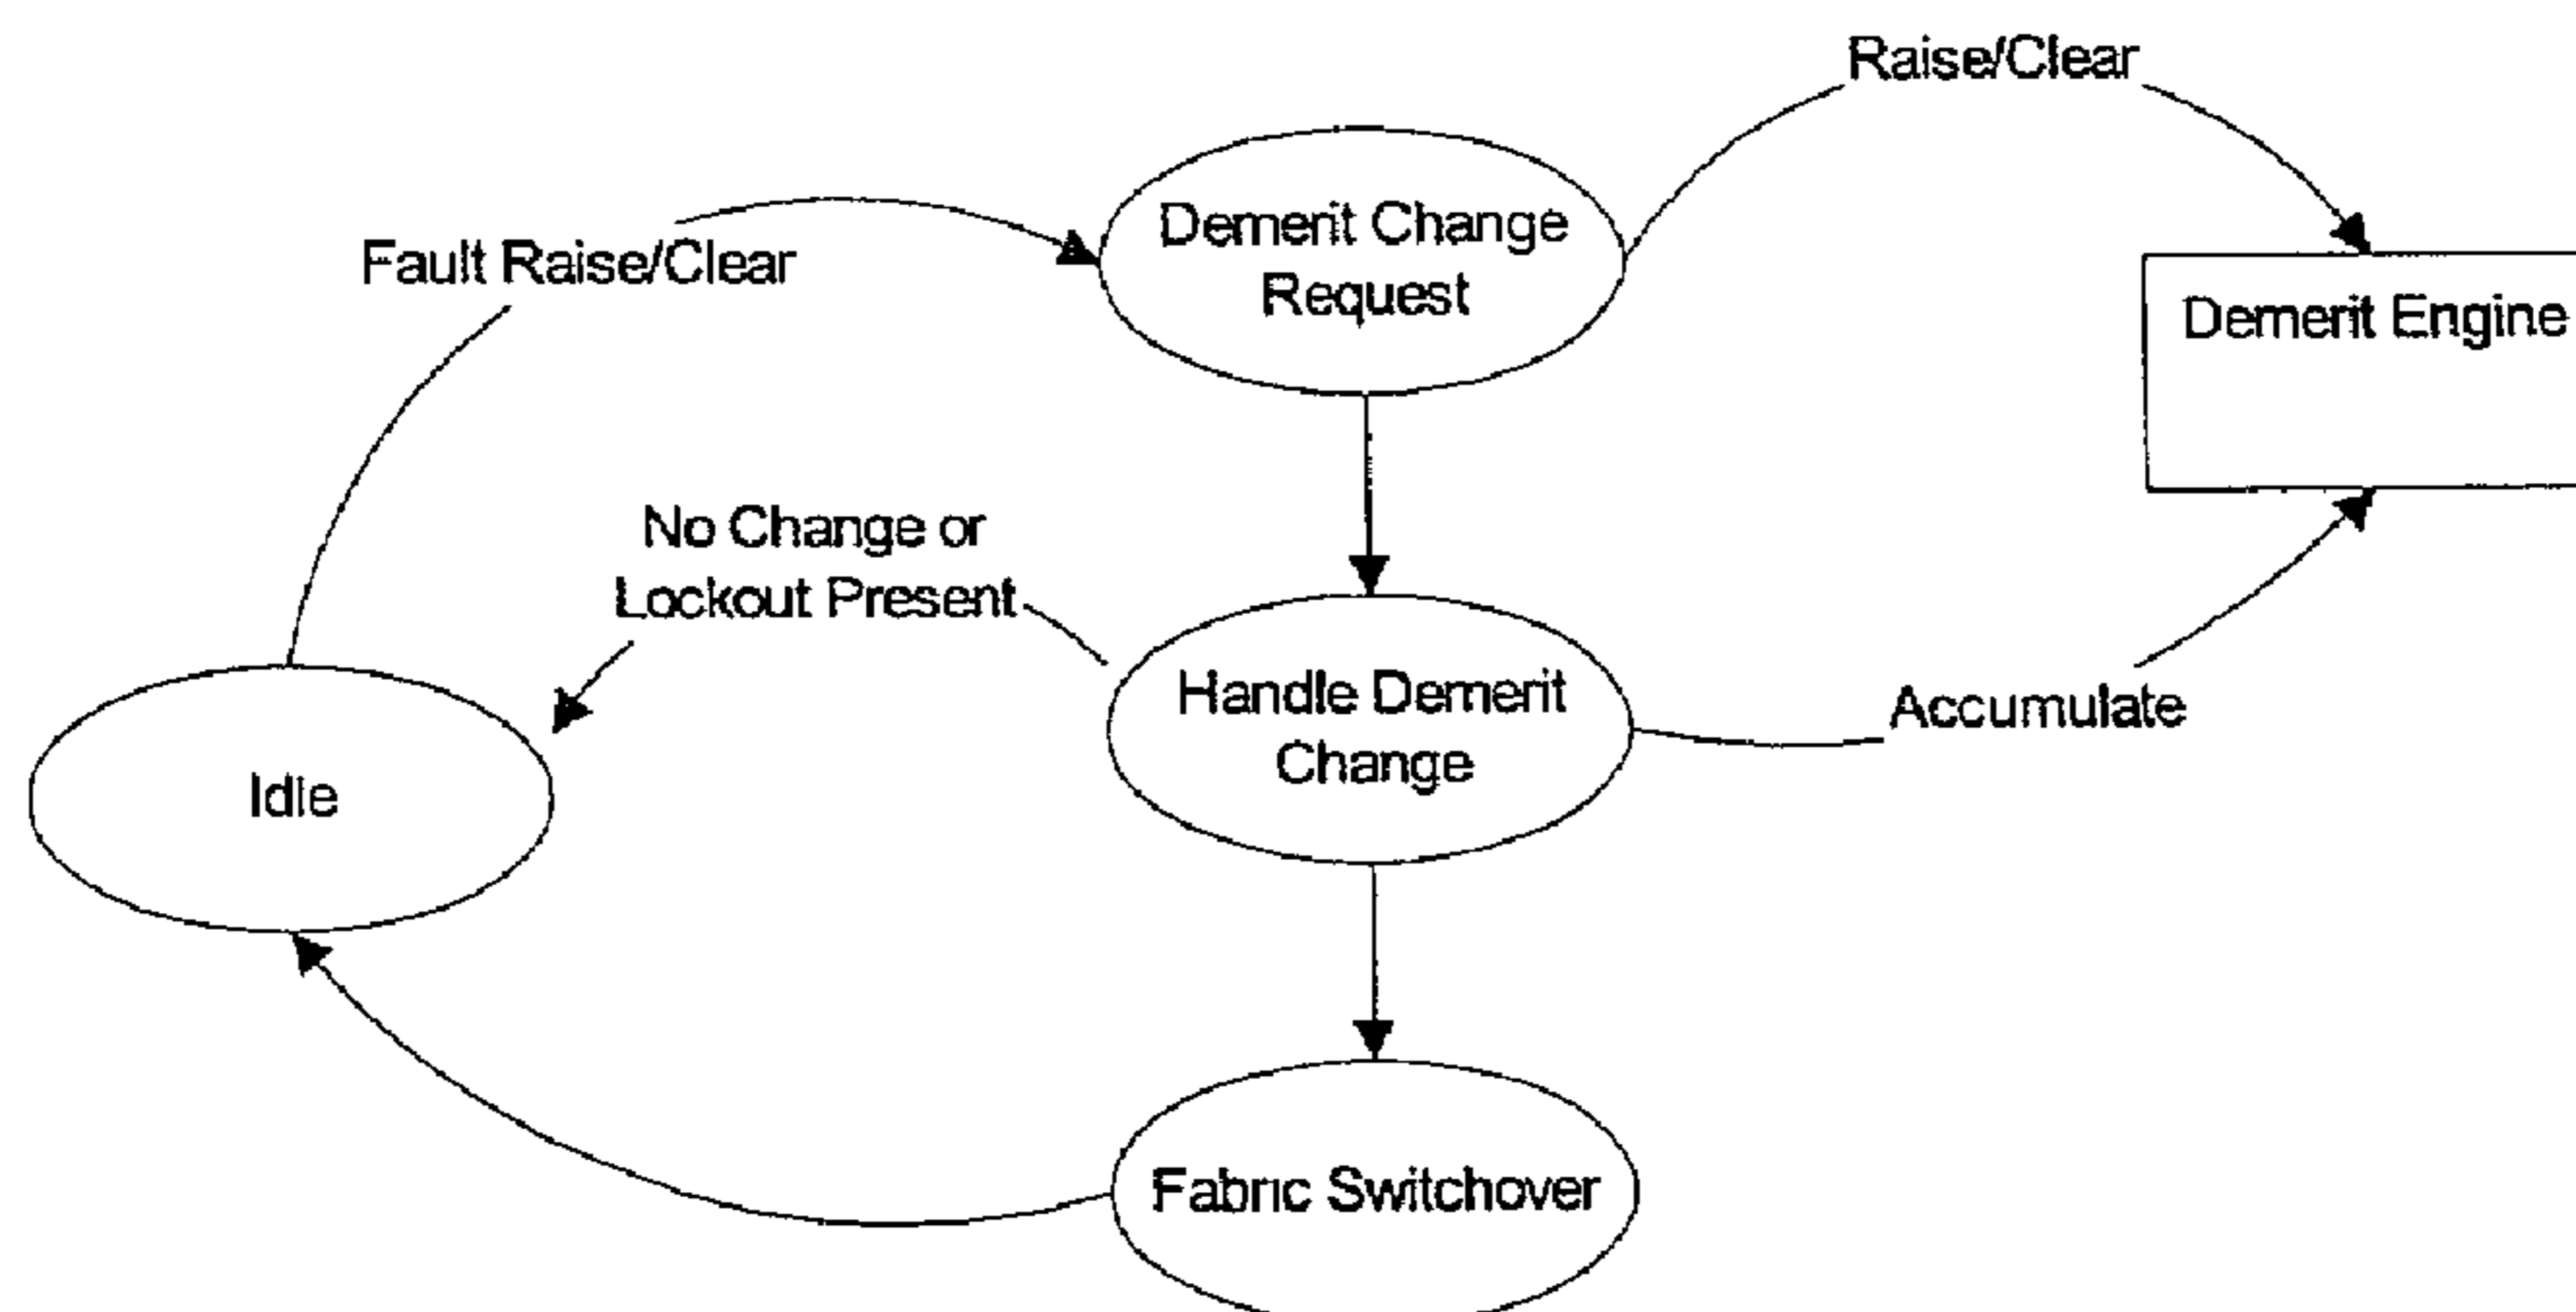 Raise/Clear
Demerit Change
Request
Fault Raise/Clear
Demerit Engine
No Change or
Lockout Present
Handle Demerit
Change
Accumulate
Idle
Fabric Switchover